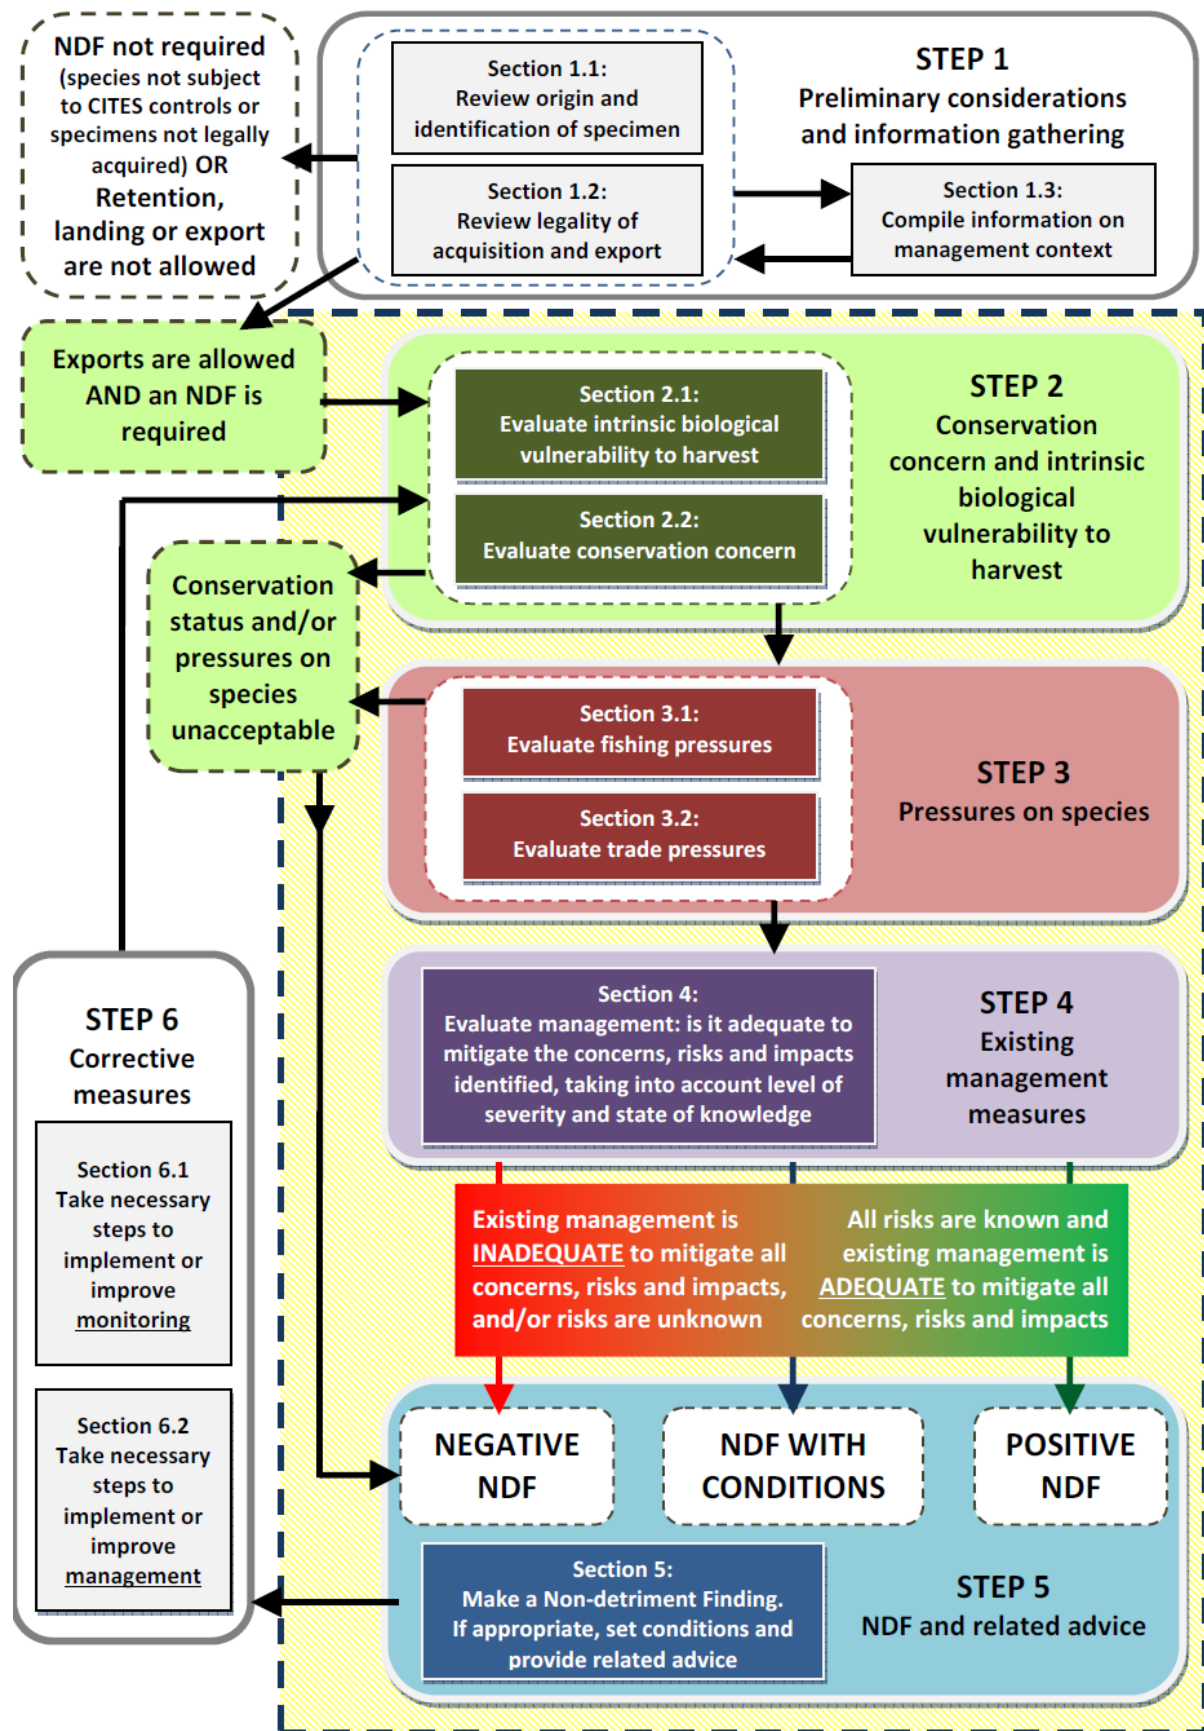 NDF not required
(species not subject
to CITES controls or
specimens not legally
acquired) OR
Retention,
landing or export
are not allowed
Section 1.1:
Review origin and
identification of specimen
Section 1.2:
Review legality of
acquisition and export
STEP 1
Preliminary considerations
and information gathering
Section 1.3:
Compile information on
management context
Exports are allowed
AND an NDF is
required
Section 2.1:
Evaluate intrinsic biological
vulnerability to harvest
Section 2.2:
Evaluate conservation concern
STEP 2
Conservation
concern and intrinsic
biological
vulnerability to
harvest
Conservation
status and/or
pressures on
species
unacceptable
Section 3.1:
Evaluate fishing pressures
Section 3.2:
Evaluate trade pressures
STEP 3
Pressures on species
Section 4:
Evaluate management: is it adequate to
mitigate the concerns, risks and impacts
identified, taking into account level of
severity and state of knowledge
STEP 4
Existing
management
measures
STEP 6
Corrective
measures
Section 6.1
Take necessary
steps to
implement or
improve
monitoring
Section 6.2
Take necessary
steps to
implement or
improve
management
Existing management is
INADEQUATE to mitigate all
concerns, risks and impacts,
and/or risks are unknown
All risks are known and
existing management is
ADEQUATE to mitigate all
concerns, risks and impacts
NEGATIVE
NDF
NDF WITH
CONDITIONS
POSITIVE
NDF
Section 5:
Make a Non-detriment Finding.
If appropriate, set conditions and
provide related advice
STEP 5
NDF and related advice